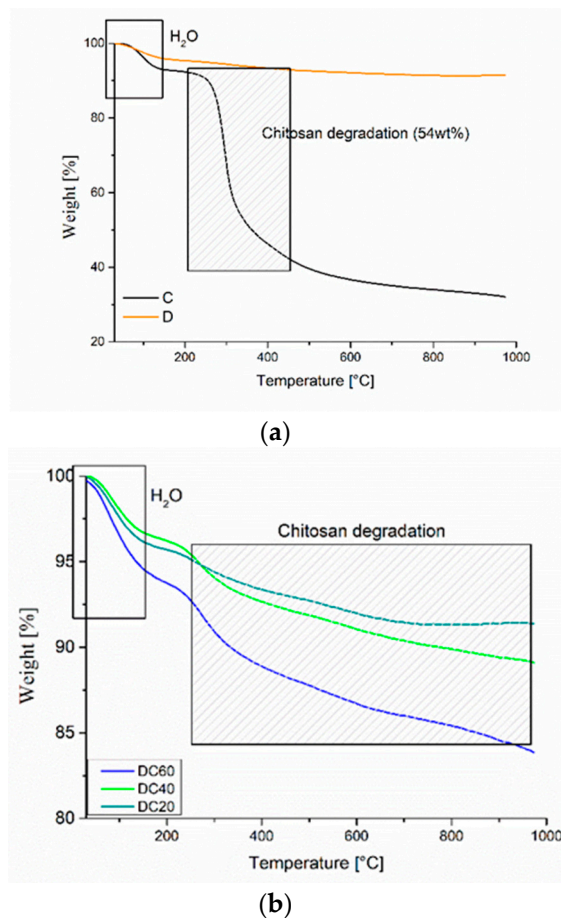 H₂O
Chitosan degradation (54wt%)
Weight [%]
100
80
60
40
20
C
D
0
200
400
600
800
1000
Temperature [°C]
(a)
H₂O
Chitosan degradation
Weight [%]
100
95
90
85
80
DC60
DC40
DC20
200
400
600
800
1000
Temperature [°C]
(b)